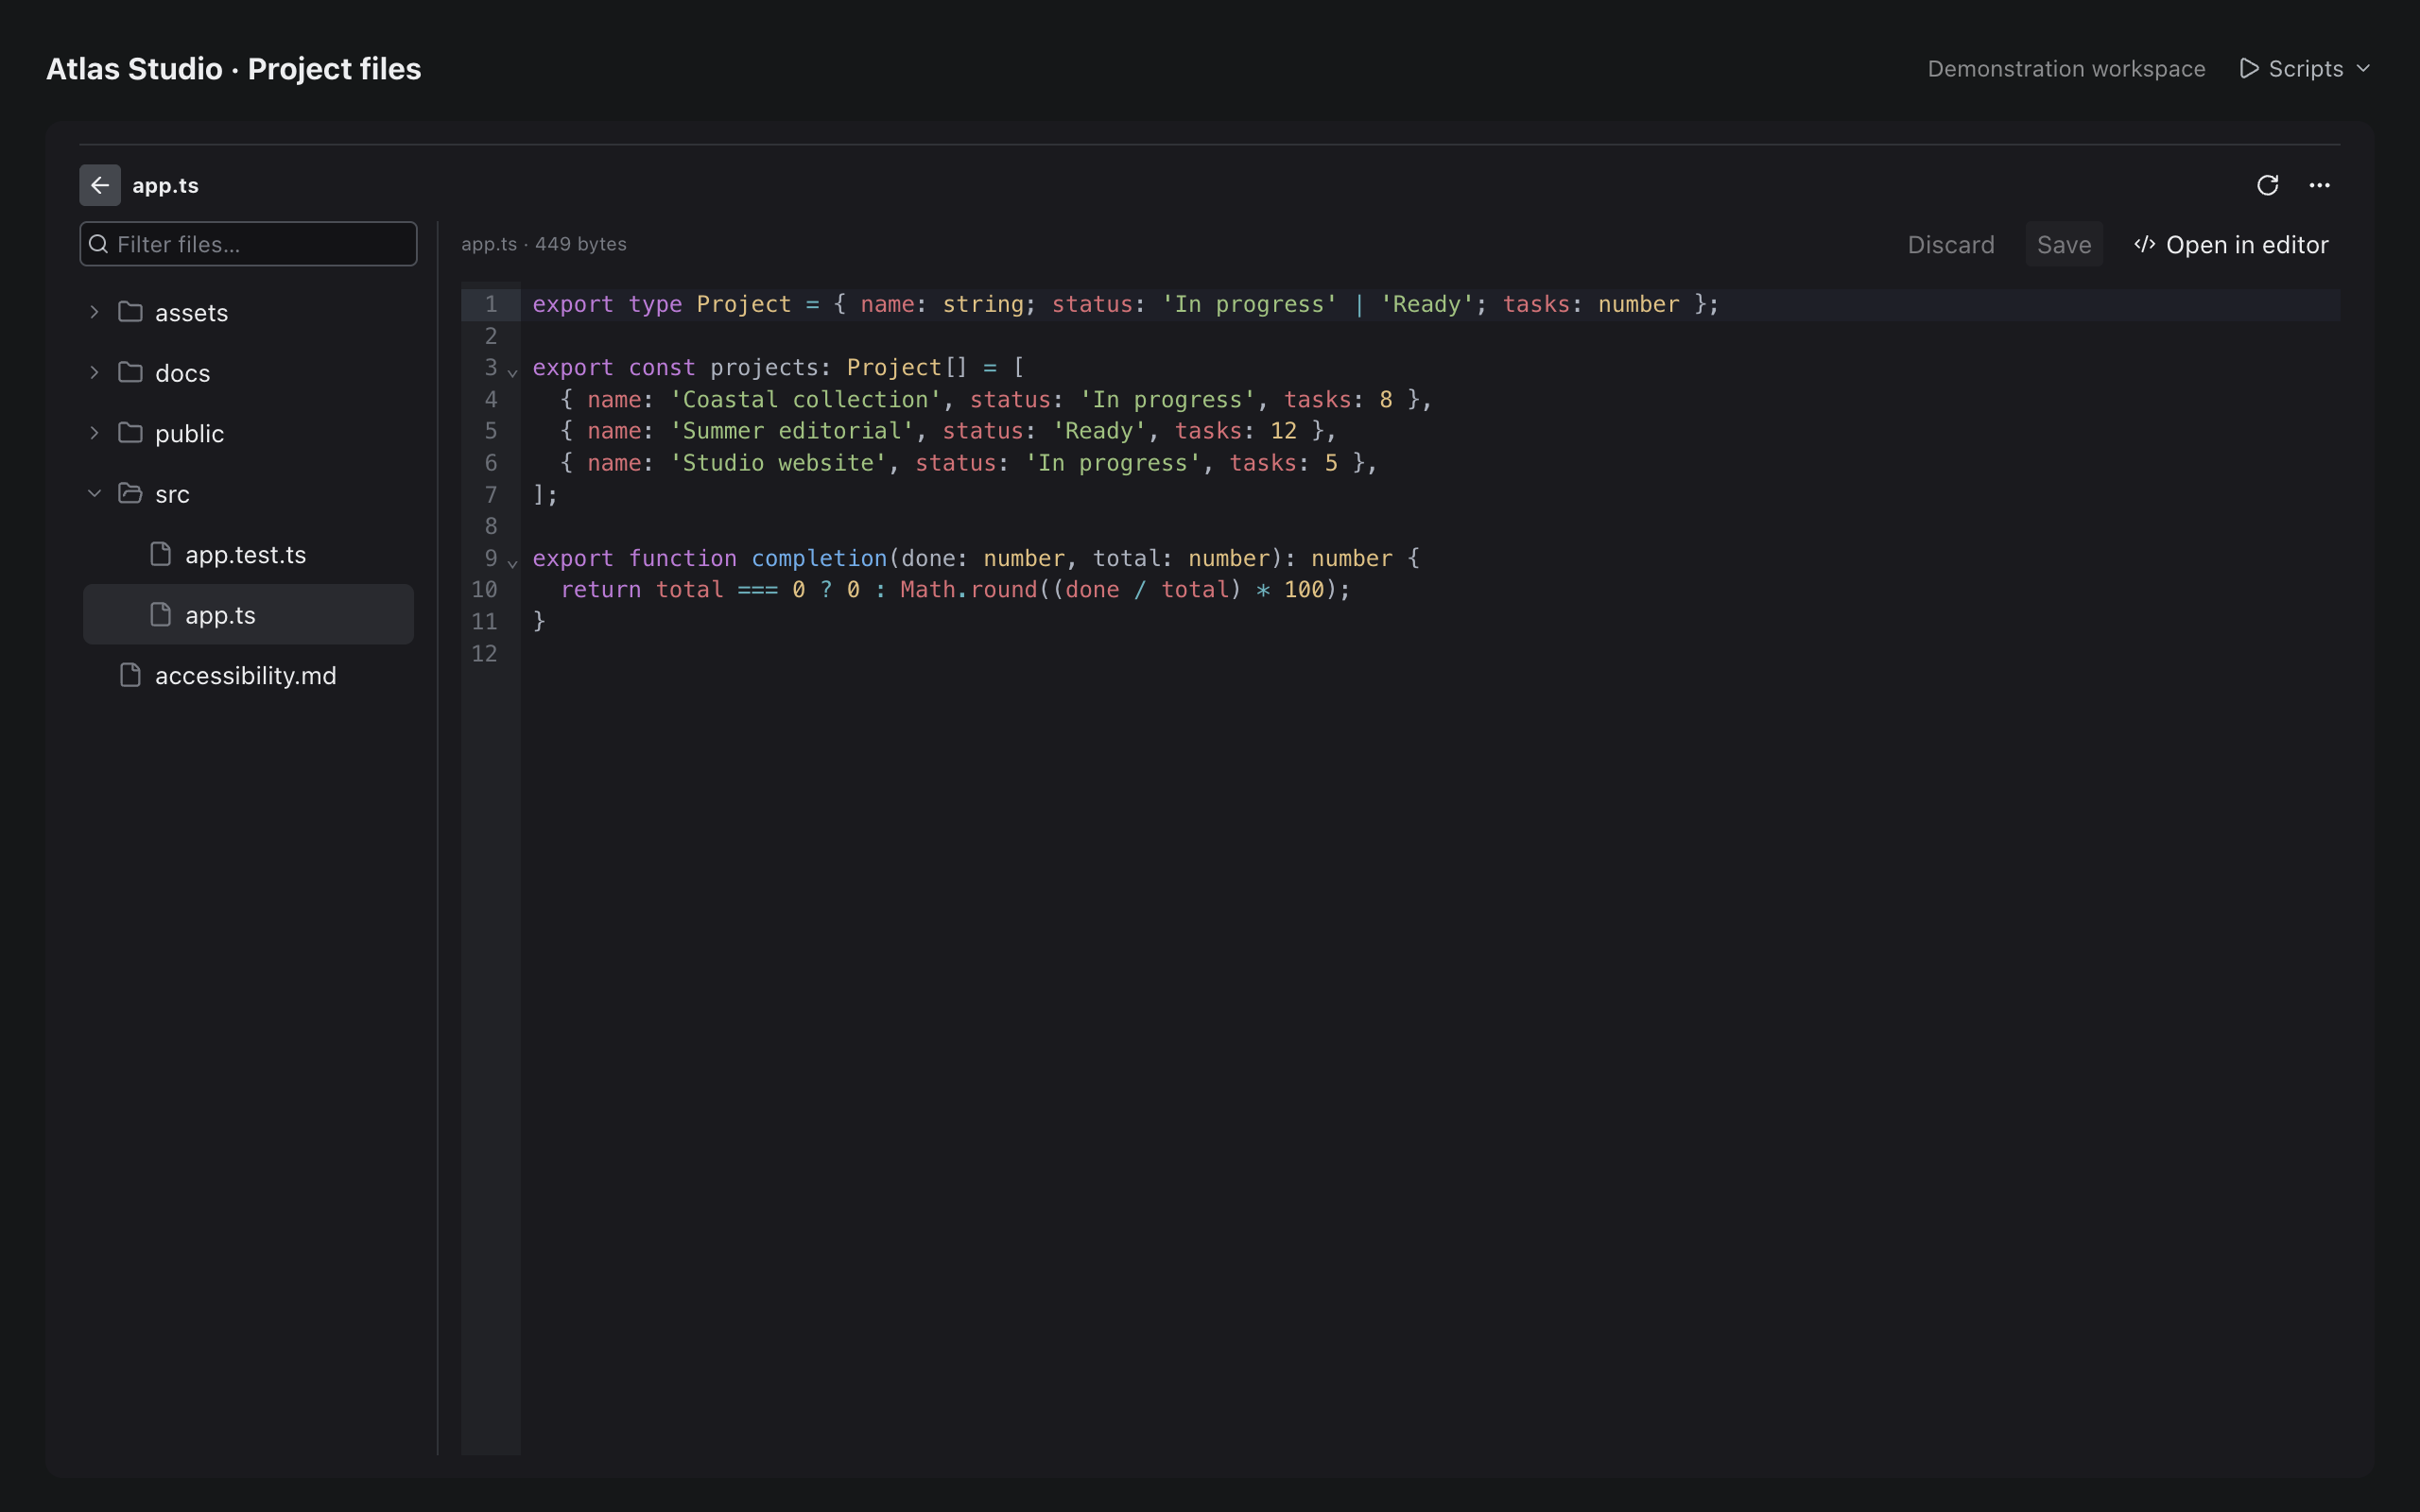 Atlas Studio · Project files
Demonstration workspace
Scripts
app.ts
Filter files...
assets
docs
public
src
app.test.ts
app.ts
accessibility.md
app.ts · 449 bytes
Discard
Save
Open in editor
1 export type Project = { name: string; status: 'In progress' | 'Ready'; tasks: number };
2
3 export const projects: Project[] = [
4   { name: 'Coastal collection', status: 'In progress', tasks: 8 },
5   { name: 'Summer editorial', status: 'Ready', tasks: 12 },
6   { name: 'Studio website', status: 'In progress', tasks: 5 },
7 ];
8
9 export function completion(done: number, total: number): number {
10   return total === 0 ? 0 : Math.round((done / total) * 100);
11 }
12